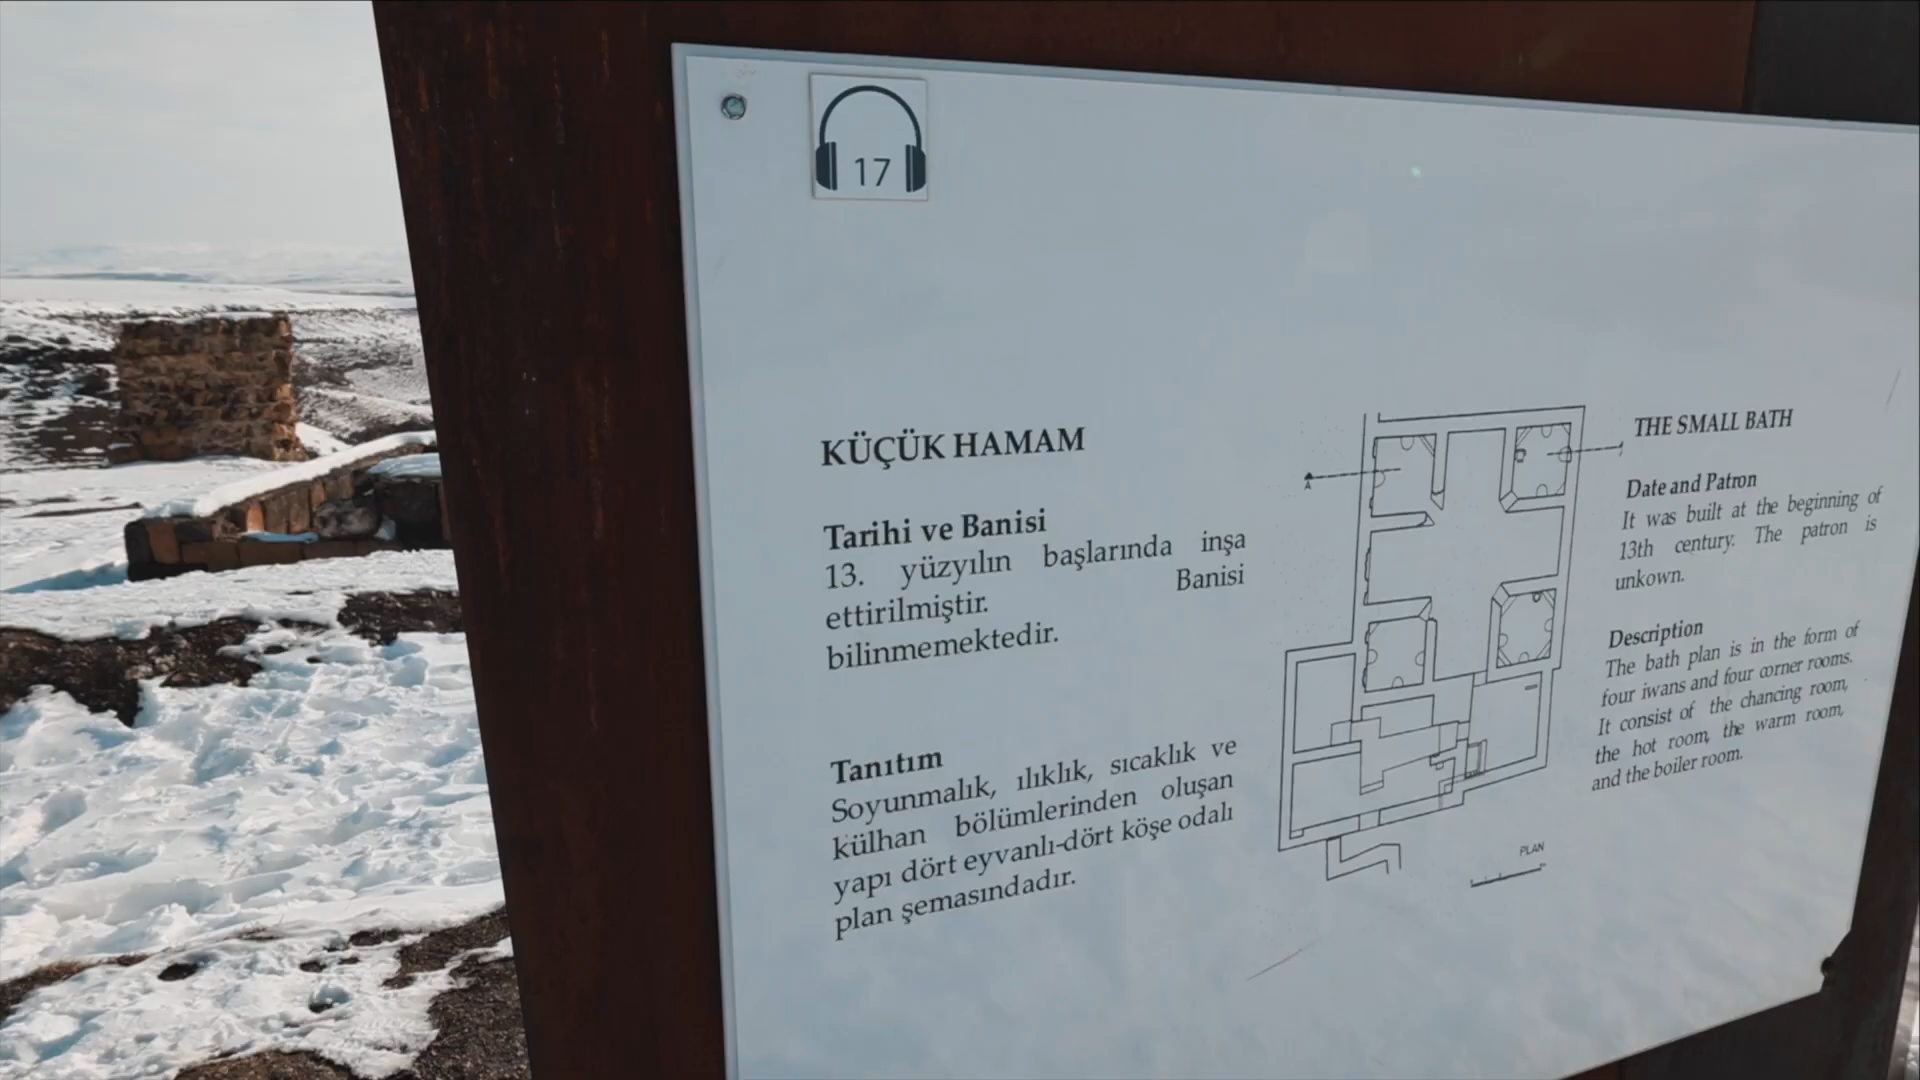 17
KÜÇÜK HAMAM
Tarihi ve Banisi
13. yüzyılın başlarında inşa
ettirilmiştir. Banisi
bilinmemektedir.
Tanıtım
Soyunmalık, ılıklık, sıcaklık ve
külhan bölümlerinden oluşan
yapı dört eyvanlı-dört köşe odalı
plan şemasındadır.
A
PLAN
THE SMALL BATH
Date and Patron
It was built at the beginning of
13th century. The patron is
unkown.
Description
The bath plan is in the form of
four iwans and four corner rooms.
It consist of the chancing room,
the hot room, the warm room,
and the boiler room.